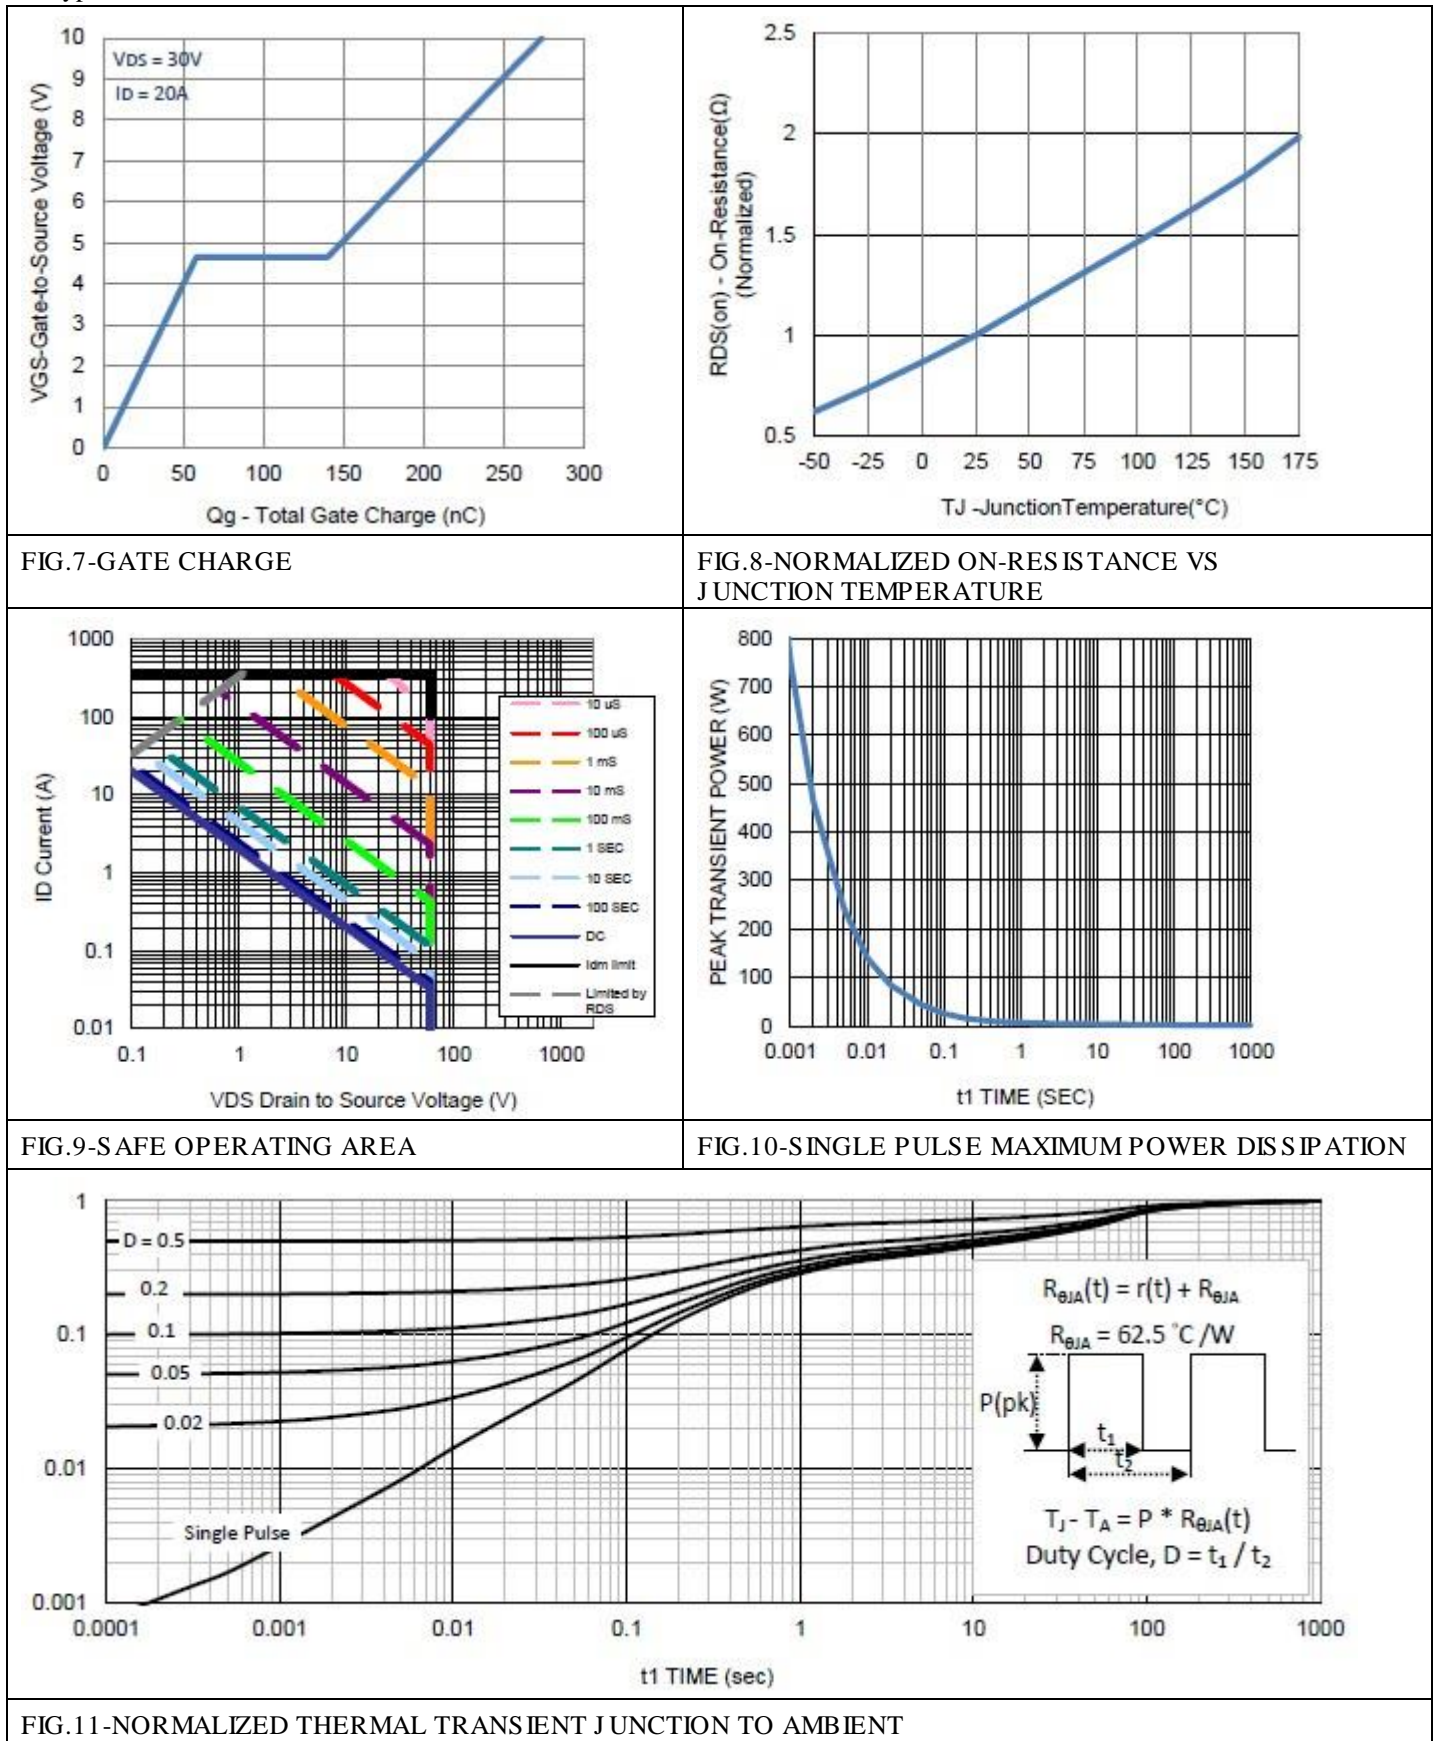 10
9
8
7
6
5
4
3
2
1
0
VDS = 30V
ID = 20A
VGS-Gate-to-Source Voltage (V)
0 50 100 150 200 250 300
Qg - Total Gate Charge (nC)
2.5
2
1.5
1
0.5
RDS(on) - On-Resistance(Ω)
(Normalized)
-50 -25 0 25 50 75 100 125 150 175
TJ -JunctionTemperature(°C)
FIG.7-GATE CHARGE
FIG.8-NORMALIZED ON-RESISTANCE VS
JUNCTION TEMPERATURE
1000
100
10
1
0.1
0.01
ID Current (A)
10 uS
100 uS
1 mS
10 mS
100 mS
1 SEC
10 SEC
100 SEC
DC
Idm limit
Limited by
RDS
0.1 1 10 100 1000
VDS Drain to Source Voltage (V)
800
700
600
500
400
300
200
100
0
PEAK TRANSIENT POWER (W)
0.001 0.01 0.1 1 10 100 1000
t1 TIME (SEC)
FIG.9-SAFE OPERATING AREA
FIG.10-SINGLE PULSE MAXIMUM POWER DISSIPATION
1
0.1
0.01
0.001
D = 0.5
0.2
0.1
0.05
0.02
Single Pulse
RθJA(t) = r(t) + RθJA
RθJA = 62.5 °C /W
P(pk)
t1
t2
TJ - TA = P * RθJA(t)
Duty Cycle, D = t1 / t2
0.0001 0.001 0.01 0.1 1 10 100 1000
t1 TIME (sec)
FIG.11-NORMALIZED THERMAL TRANSIENT JUNCTION TO AMBIENT